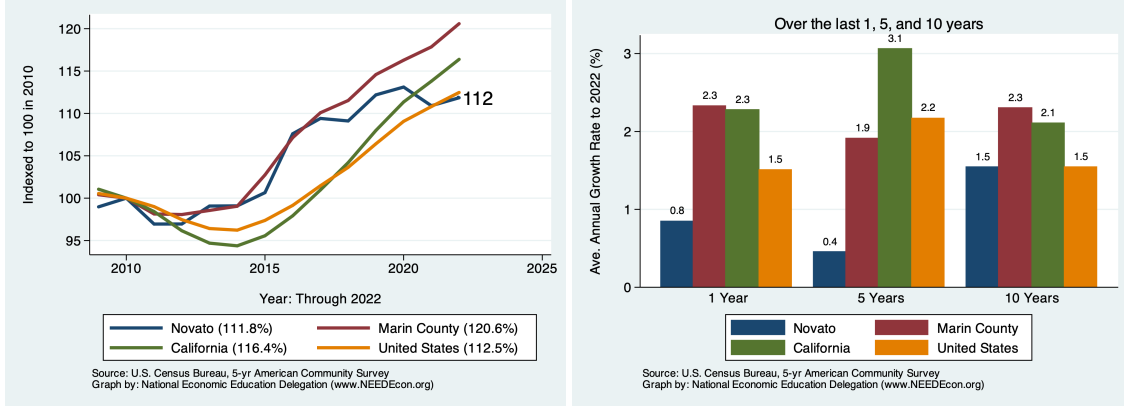 Indexed to 100 in 2010
120
115
110
105
100
95
112
2010
2015
2020
2025
Year: Through 2022
Novato (111.8%)
Marin County (120.6%)
California (116.4%)
United States (112.5%)
Source: U.S. Census Bureau, 5-yr American Community Survey
Graph by: National Economic Education Delegation (www.NEEDEcon.org)
Over the last 1, 5, and 10 years
Ave. Annual Growth Rate to 2022 (%)
3
2
1
0
0.8
2.3
2.3
1.5
0.4
1.9
3.1
2.2
1.5
2.3
2.1
1.5
1 Year
5 Years
10 Years
Novato
Marin County
California
United States
Source: U.S. Census Bureau, 5-yr American Community Survey
Graph by: National Economic Education Delegation (www.NEEDEcon.org)